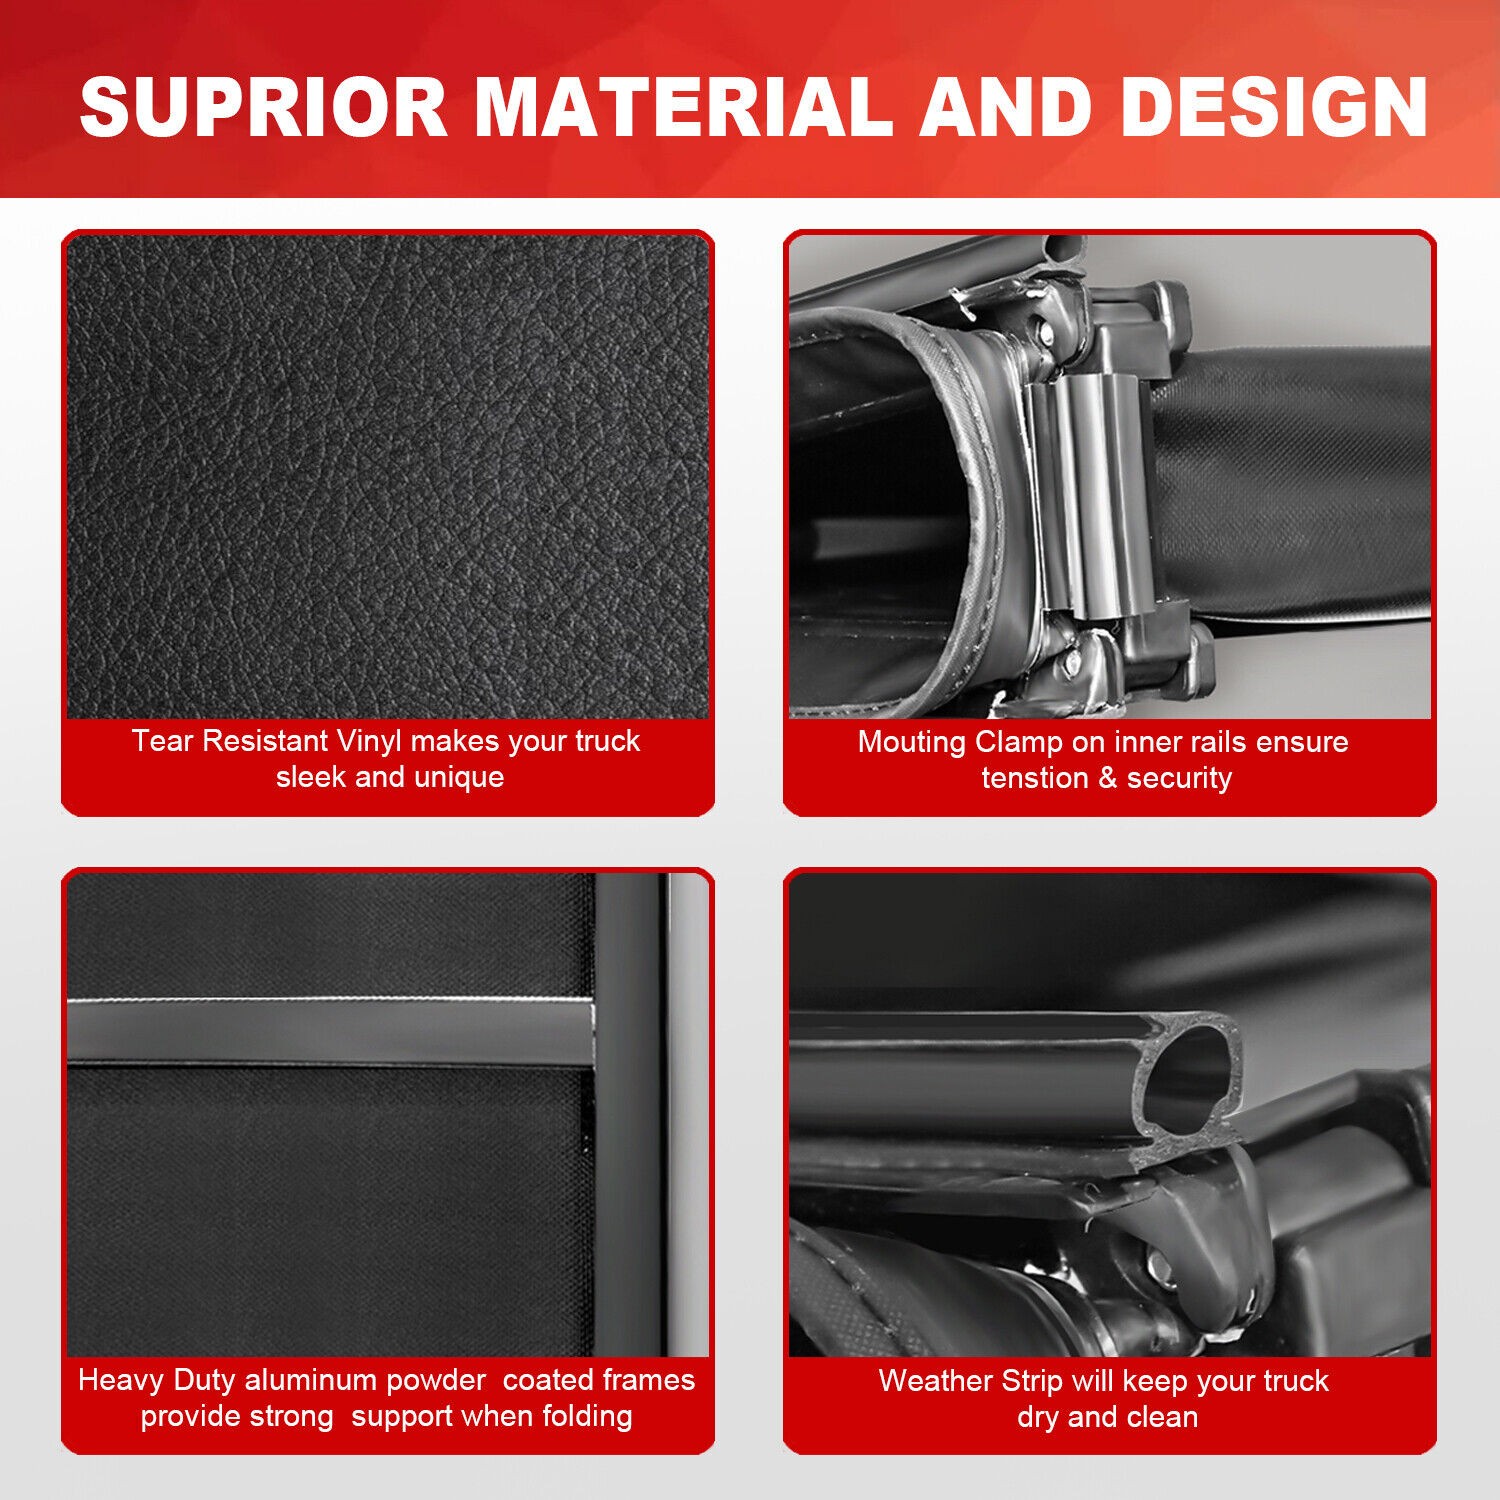 SUPRIOR MATERIAL AND DESIGN
Tear Resistant Vinyl makes your truck
sleek and unique
Mouting Clamp on inner rails ensure
tenstion & security
Heavy Duty aluminum powder  coated frames
provide strong  support when folding
Weather Strip will keep your truck
dry and clean